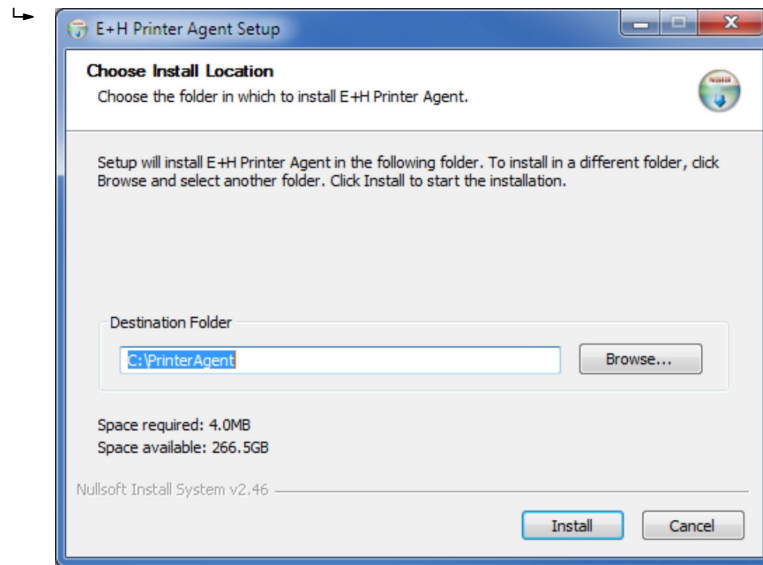 E+H Printer Agent Setup
Choose Install Location
Choose the folder in which to install E+H Printer Agent.
Setup will install E+H Printer Agent in the following folder. To install in a different folder, click
Browse and select another folder. Click Install to start the installation.
Destination Folder
C:\PrinterAgent
Browse...
Space required: 4.0MB
Space available: 266.5GB
Nullsoft Install System v2.46
Install
Cancel